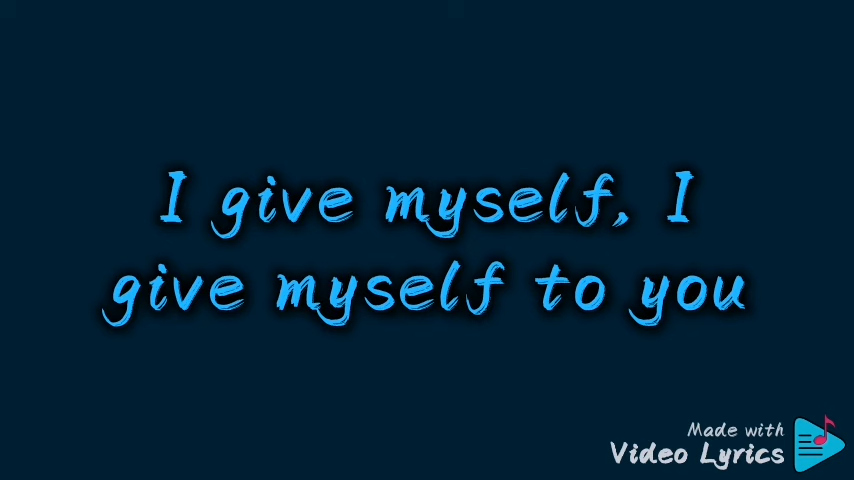 I give myself, I
give myself to you
Made with
Video Lyrics